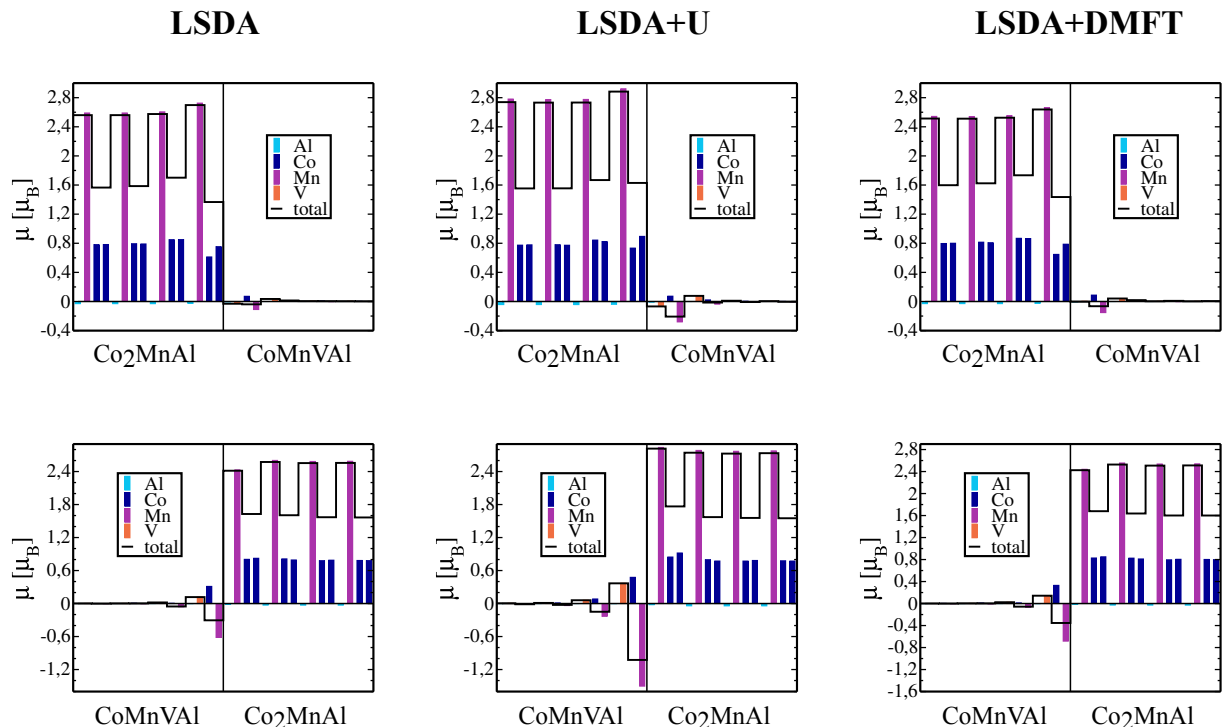 LSDA
LSDA+U
LSDA+DMFT
μ [μB]
2,8
2,4
2
1,6
1,2
0,8
0,4
0
-0,4
Al
Co
Mn
V
total
Co2MnAl
CoMnVAl
μ [μB]
2,8
2,4
2
1,6
1,2
0,8
0,4
0
-0,4
Al
Co
Mn
V
total
Co2MnAl
CoMnVAl
μ [μB]
2,8
2,4
2
1,6
1,2
0,8
0,4
0
-0,4
Al
Co
Mn
V
total
Co2MnAl
CoMnVAl
μ [μB]
2,4
1,8
1,2
0,6
0
-0,6
-1,2
Al
Co
Mn
V
total
CoMnVAl
Co2MnAl
μ [μB]
2,4
1,8
1,2
0,6
0
-0,6
-1,2
Al
Co
Mn
V
total
CoMnVAl
Co2MnAl
μ [μB]
2,8
2,4
2
1,6
1,2
0,8
0,4
0
-0,4
-0,8
-1,2
-1,6
Al
Co
Mn
V
total
CoMnVAl
Co2MnAl